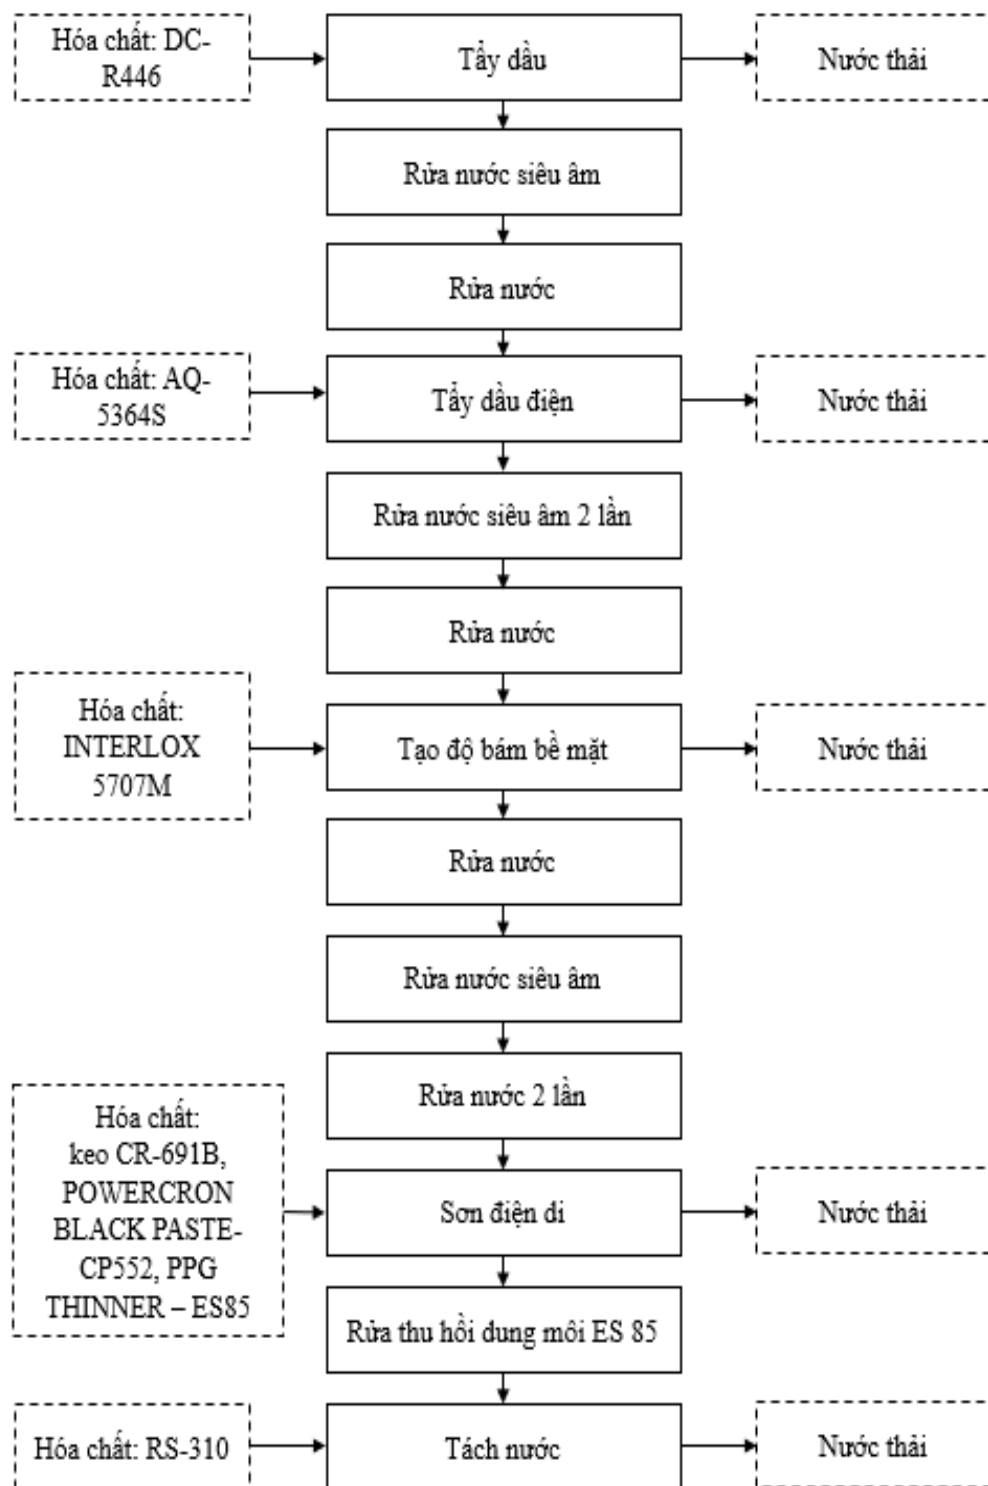 Hóa chất: DC-
R446
Tẩy dầu
Nước thải
Rửa nước siêu âm
Rửa nước
Hóa chất: AQ-
5364S
Tẩy dầu điện
Nước thải
Rửa nước siêu âm 2 lần
Rửa nước
Hóa chất:
INTERLOX
5707M
Tạo độ bám bề mặt
Nước thải
Rửa nước
Rửa nước siêu âm
Rửa nước 2 lần
Hóa chất:
keo CR-691B,
POWERCRON
BLACK PASTE-
CP552, PPG
THINNER – ES85
Sơn điện di
Nước thải
Rửa thu hồi dung môi ES 85
Hóa chất: RS-310
Tách nước
Nước thải